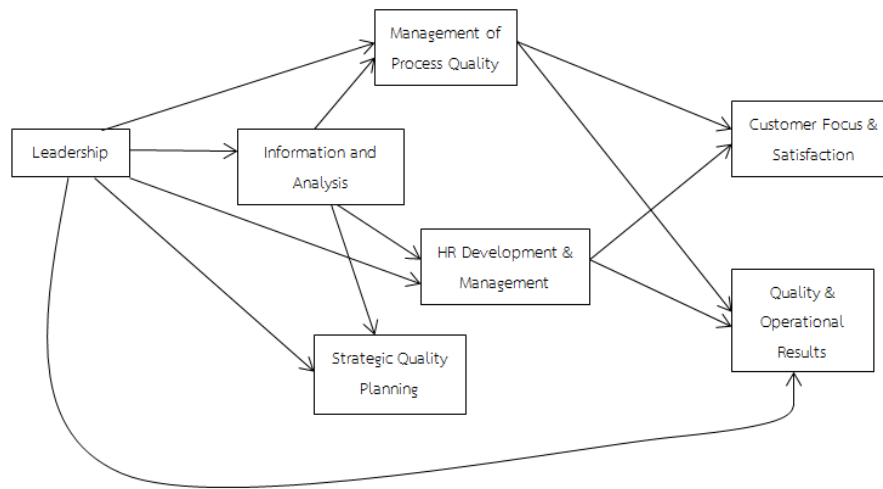 Management of
Process Quality
Leadership
Information and
Analysis
Customer Focus &
Satisfaction
HR Development &
Management
Quality &
Operational
Results
Strategic Quality
Planning